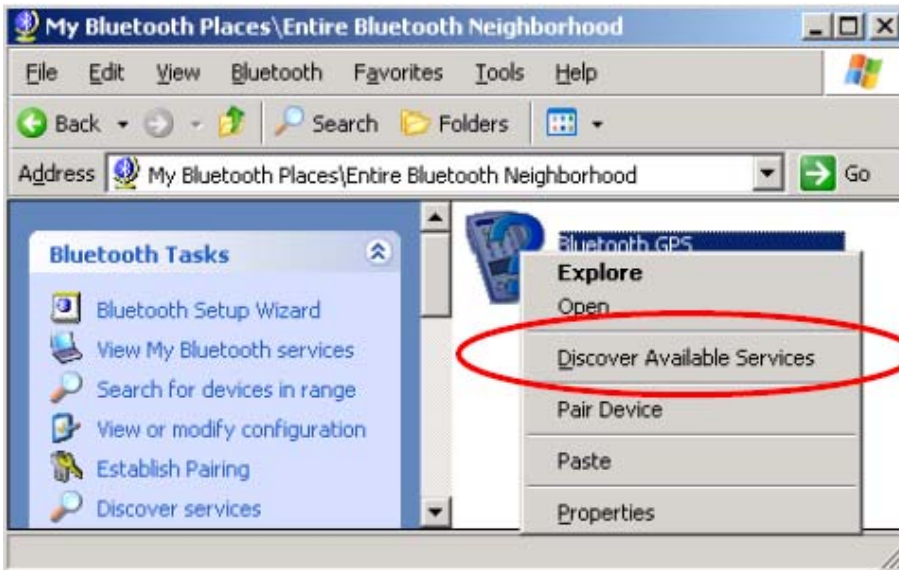 My Bluetooth Places\Entire Bluetooth Neighborhood
File Edit View Bluetooth Favorites Tools Help
Back Search Folders
Address My Bluetooth Places\Entire Bluetooth Neighborhood Go
Bluetooth Tasks
Bluetooth Setup Wizard
View My Bluetooth services
Search for devices in range
View or modify configuration
Establish Pairing
Discover services
Bluetooth GPS
Explore
Open
Discover Available Services
Pair Device
Paste
Properties